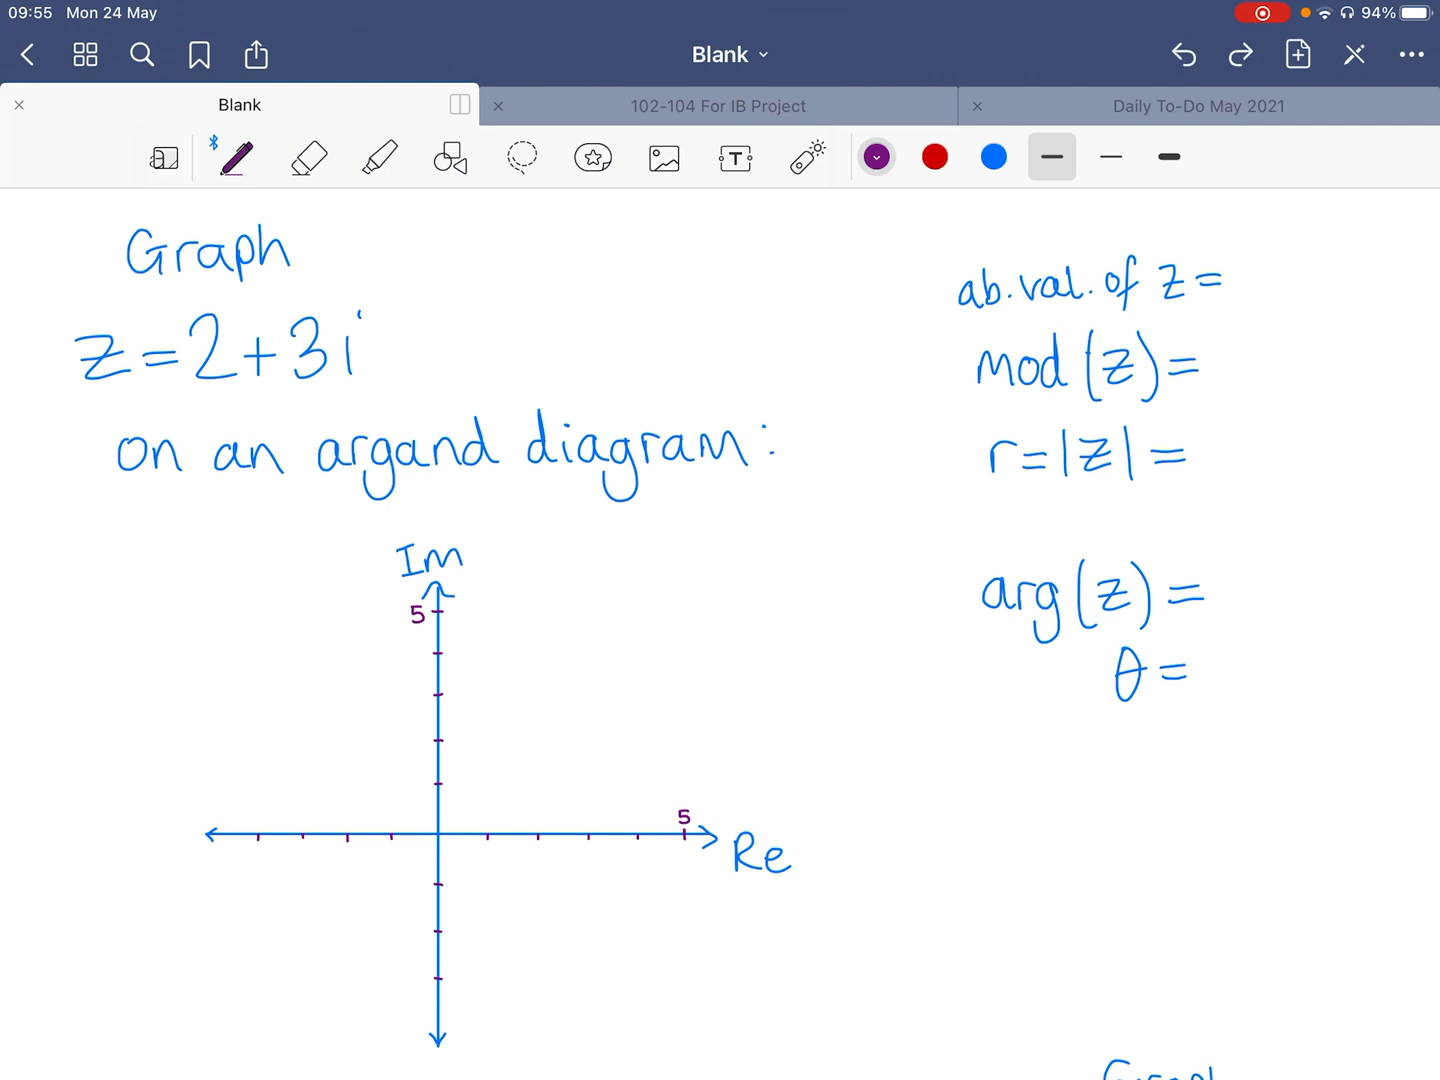 09:55 Mon 24 May
94%
Blank
Blank
102-104 For IB Project
Daily To-Do May 2021
T
Graph
z=2+3i
on an argand diagram:
ab.val.of z=
mod(z)=
r=|z|=
arg(z)=
θ=
Im
5
5
Re
Graph